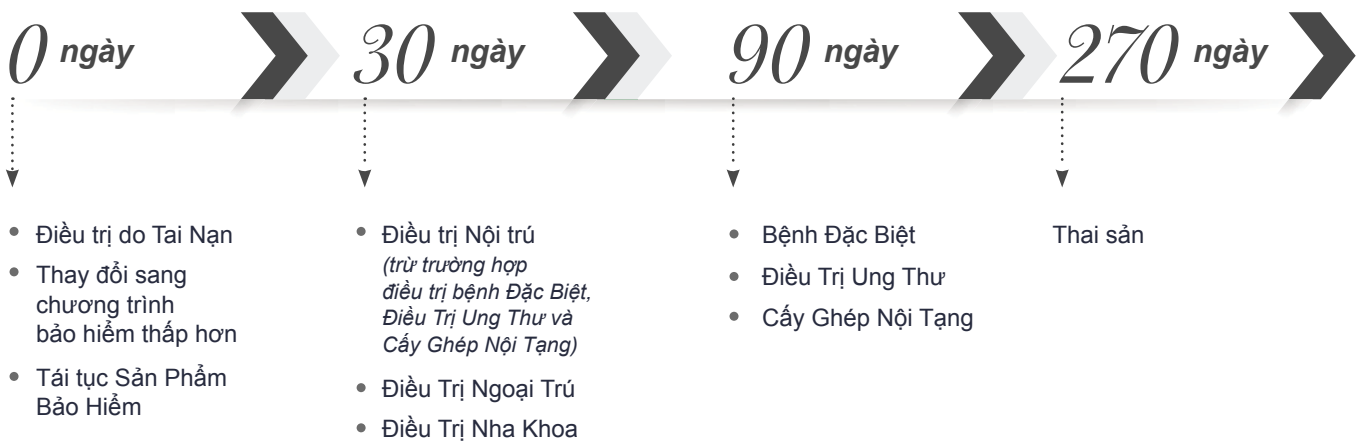 0 ngày
30 ngày
90 ngày
270 ngày
• Điều trị do Tai Nạn
• Thay đổi sang
chương trình
bảo hiểm thấp hơn
• Tái tục Sản Phẩm
Bảo Hiểm
• Điều trị Nội trú
(trừ trường hợp
điều trị bệnh Đặc Biệt,
Điều Trị Ung Thư và
Cấy Ghép Nội Tạng)
• Điều Trị Ngoại Trú
• Điều Trị Nha Khoa
• Bệnh Đặc Biệt
• Điều Trị Ung Thư
• Cấy Ghép Nội Tạng
Thai sản